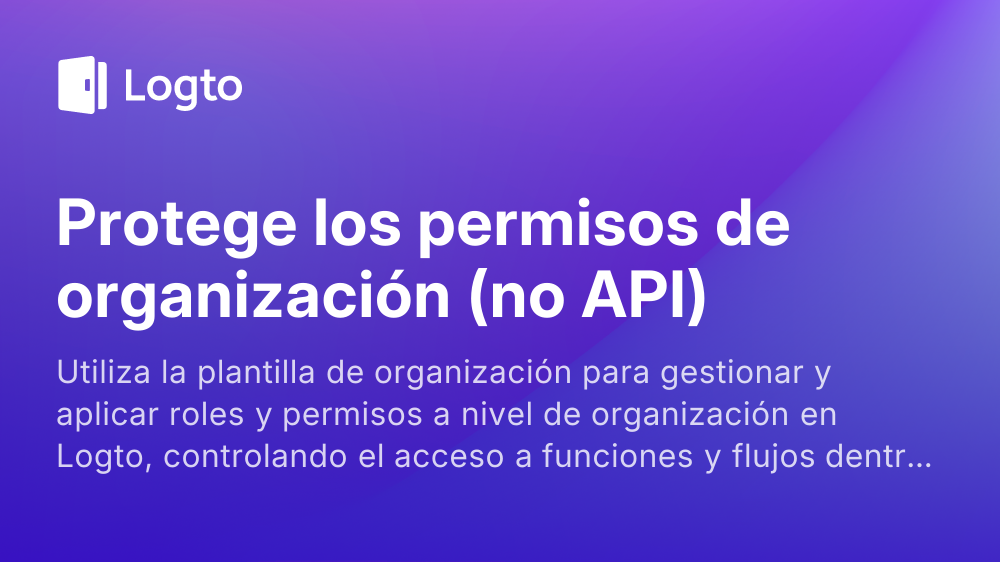 Logto
Protege los permisos de
organización (no API)
Utiliza la plantilla de organización para gestionar y
aplicar roles y permisos a nivel de organización en
Logto, controlando el acceso a funciones y flujos dentr...